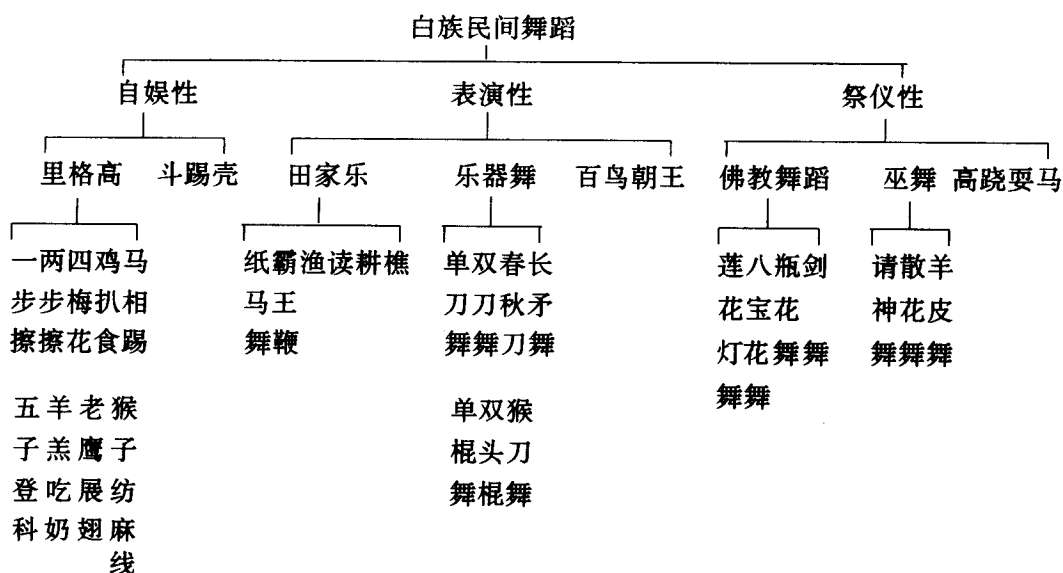 白族民间舞蹈
自娱性
表演性
祭仪性
里格高
斗踢壳
田家乐
乐器舞
百鸟朝王
佛教舞蹈
巫舞
高跷耍马
一步擦
两步擦
四梅花
鸡扒食
马相踢
五子登科
羊羔吃奶
老鹰展翅
猴子纺麻线
纸马舞
霸王鞭
渔
读
耕
樵
单刀舞
双刀舞
春秋刀
长矛舞
单棍舞
双头棍
猴刀舞
莲花灯舞
八宝花舞
瓶花舞
剑舞
请神舞
散花舞
羊皮舞